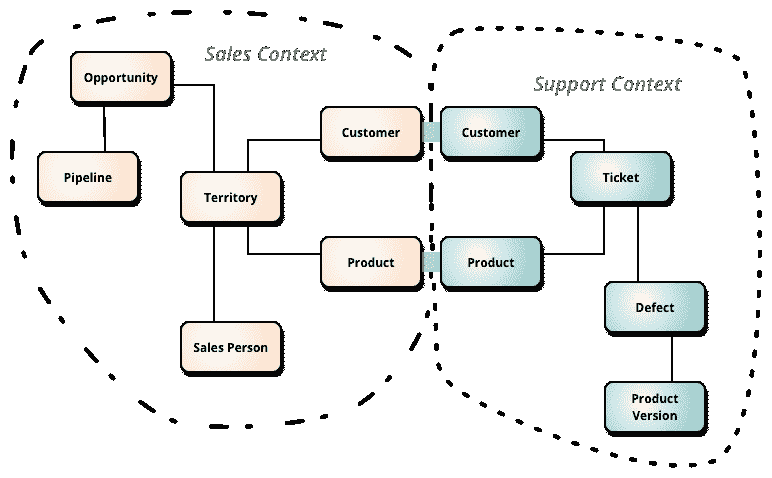 Sales Context
Support Context
Opportunity
Pipeline
Territory
Sales Person
Customer
Product
Customer
Product
Ticket
Defect
Product
Version